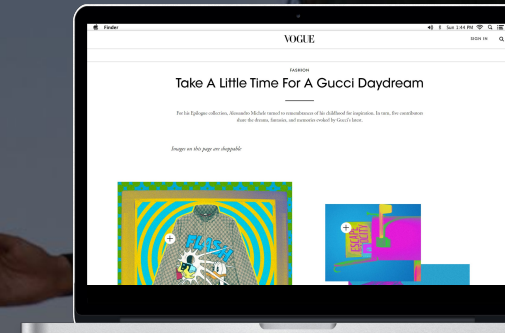 Finder
Sun 1:44 PM
VOGUE
SIGN IN
FASHION
Take A Little Time For A Gucci Daydream
For his Epilogue collection, Alessandro Michele turned to remembrances of his childhood for inspiration. In turn, five contributors
share the dreams, fantasies, and memories evoked by Gucci's latest.
Images on this page are shoppable
FLASH
ESCAPE